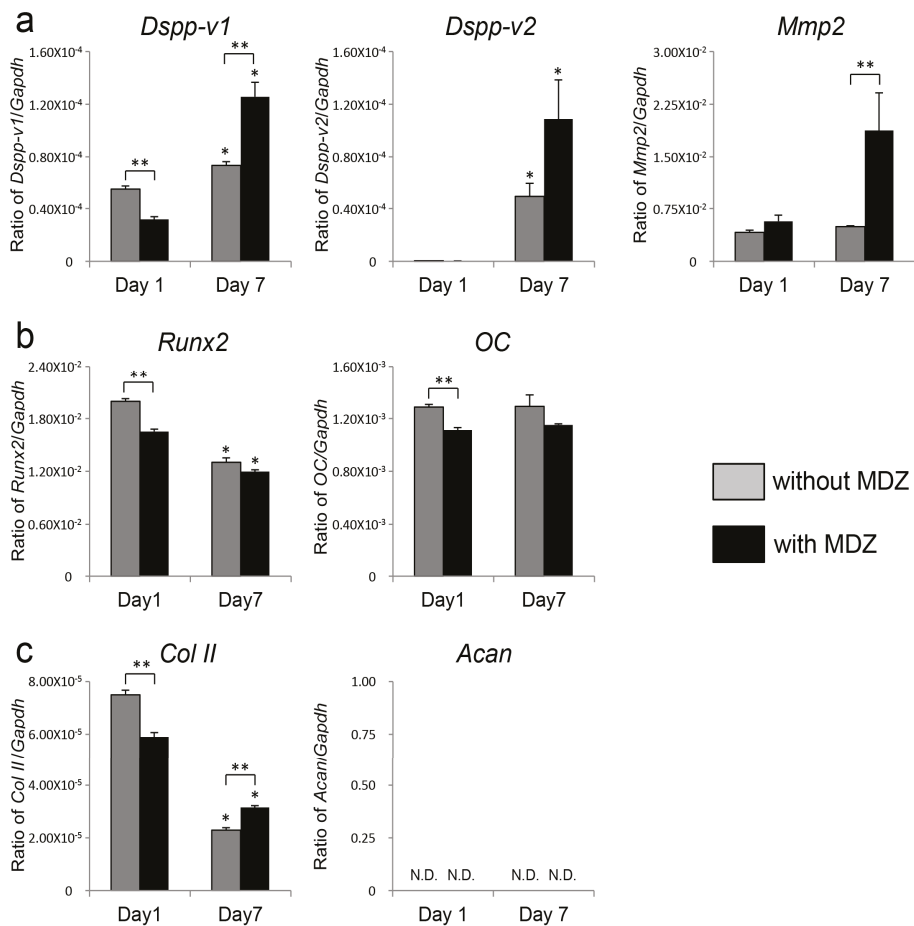 a
Dspp-v1
Dspp-v2
Mmp2
Ratio of Dspp-v1/Gapdh
1.60X10-4
1.20X10-4
0.80X10-4
0.40X10-4
0
**
*
**
*
Day 1
Day 7
Ratio of Dspp-v2/Gapdh
1.60X10-4
1.20X10-4
0.80X10-4
0.40X10-4
0
*
*
Day 1
Day 7
Ratio of Mmp2/Gapdh
3.00X10-2
2.25X10-2
1.50X10-2
0.75X10-2
0
**
Day 1
Day 7
b
Runx2
OC
Ratio of Runx2/Gapdh
2.40X10-2
1.80X10-2
1.20X10-2
0.60X10-2
0
**
*
*
Day1
Day7
Ratio of OC/Gapdh
1.60X10-3
1.20X10-3
0.80X10-3
0.40X10-3
0
**
Day1
Day7
without MDZ
with MDZ
c
Col II
Acan
Ratio of Col II/Gapdh
8.00X10-5
6.00X10-5
4.00X10-5
2.00X10-5
0
**
*
**
*
Day1
Day7
Ratio of Acan/Gapdh
1.00
0.75
0.50
0.25
0
N.D. N.D. N.D. N.D.
Day 1
Day 7